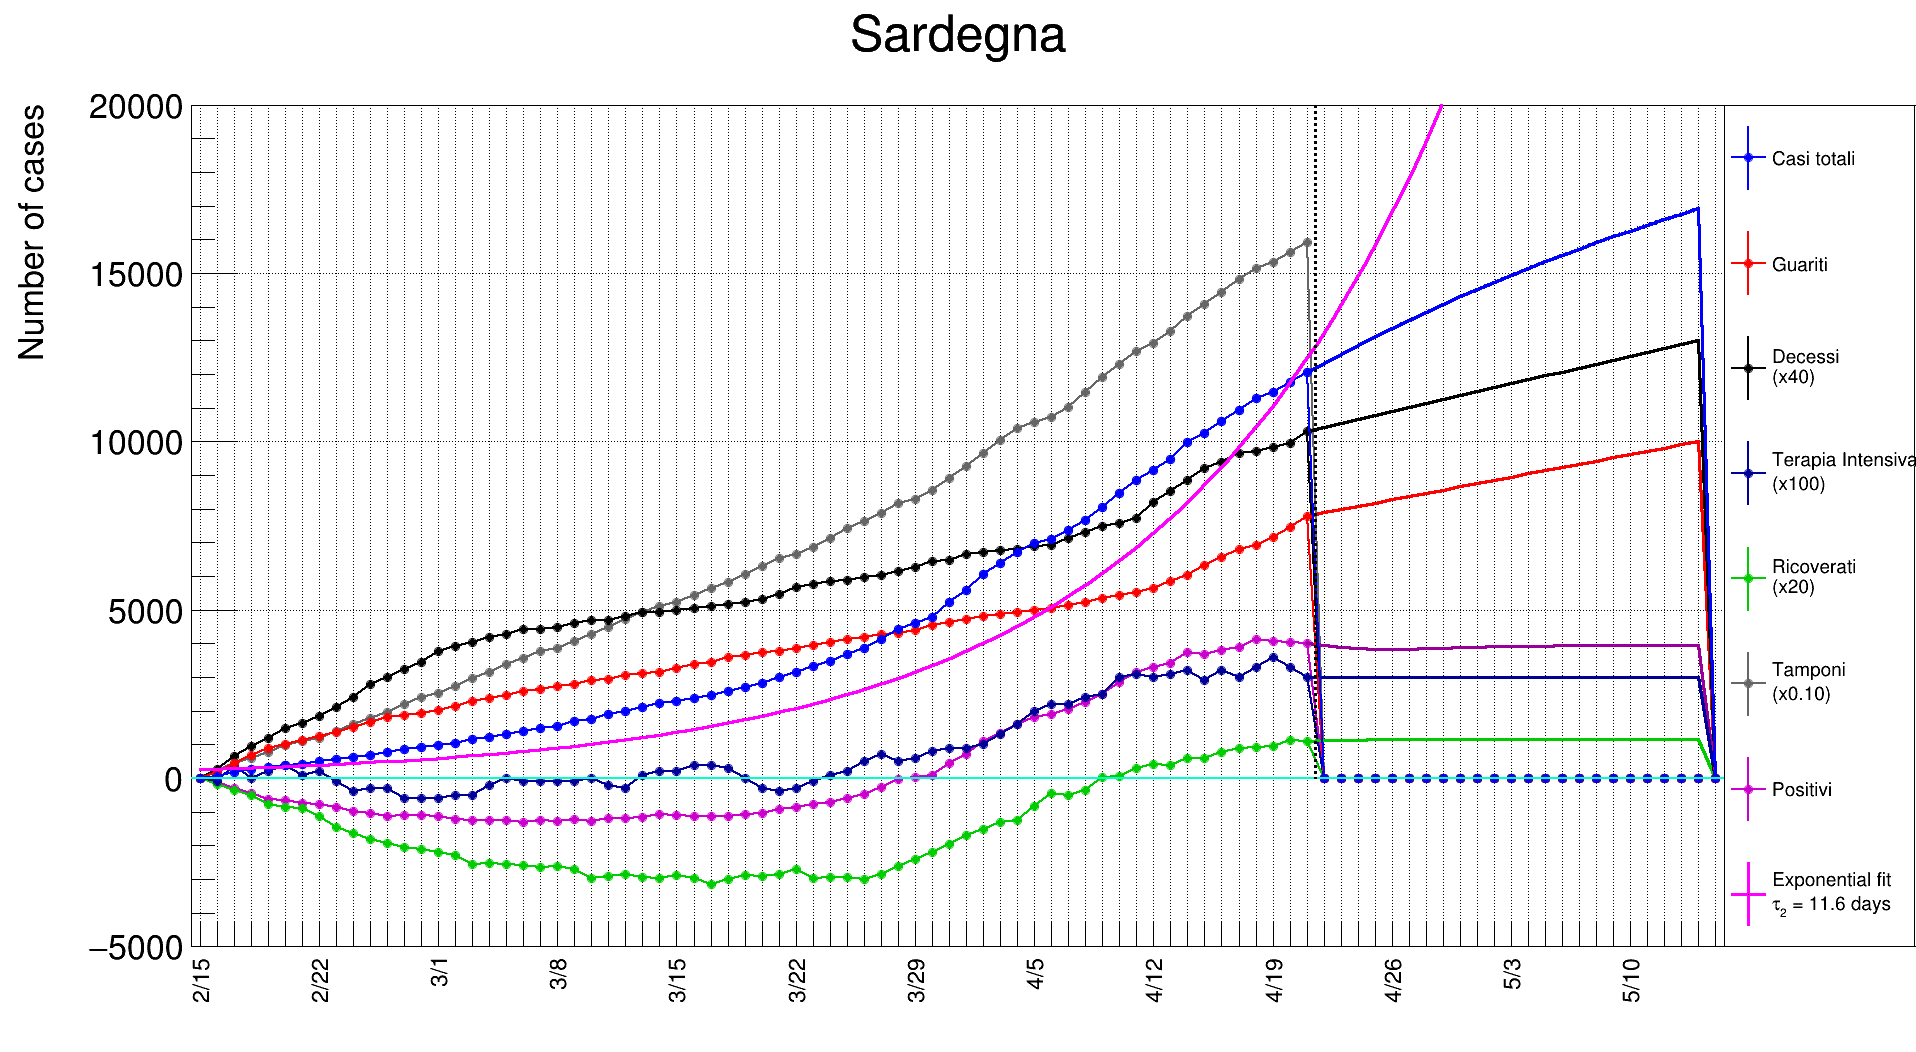 Sardegna
Number of cases
20000
15000
10000
5000
0
−5000
2/15
2/22
3/1
3/8
3/15
3/22
3/29
4/5
4/12
4/19
4/26
5/3
5/10
Casi totali
Guariti
Decessi
(x40)
Terapia Intensiva
(x100)
Ricoverati
(x20)
Tamponi
(x0.10)
Positivi
Exponential fit
τ₂ = 11.6 days